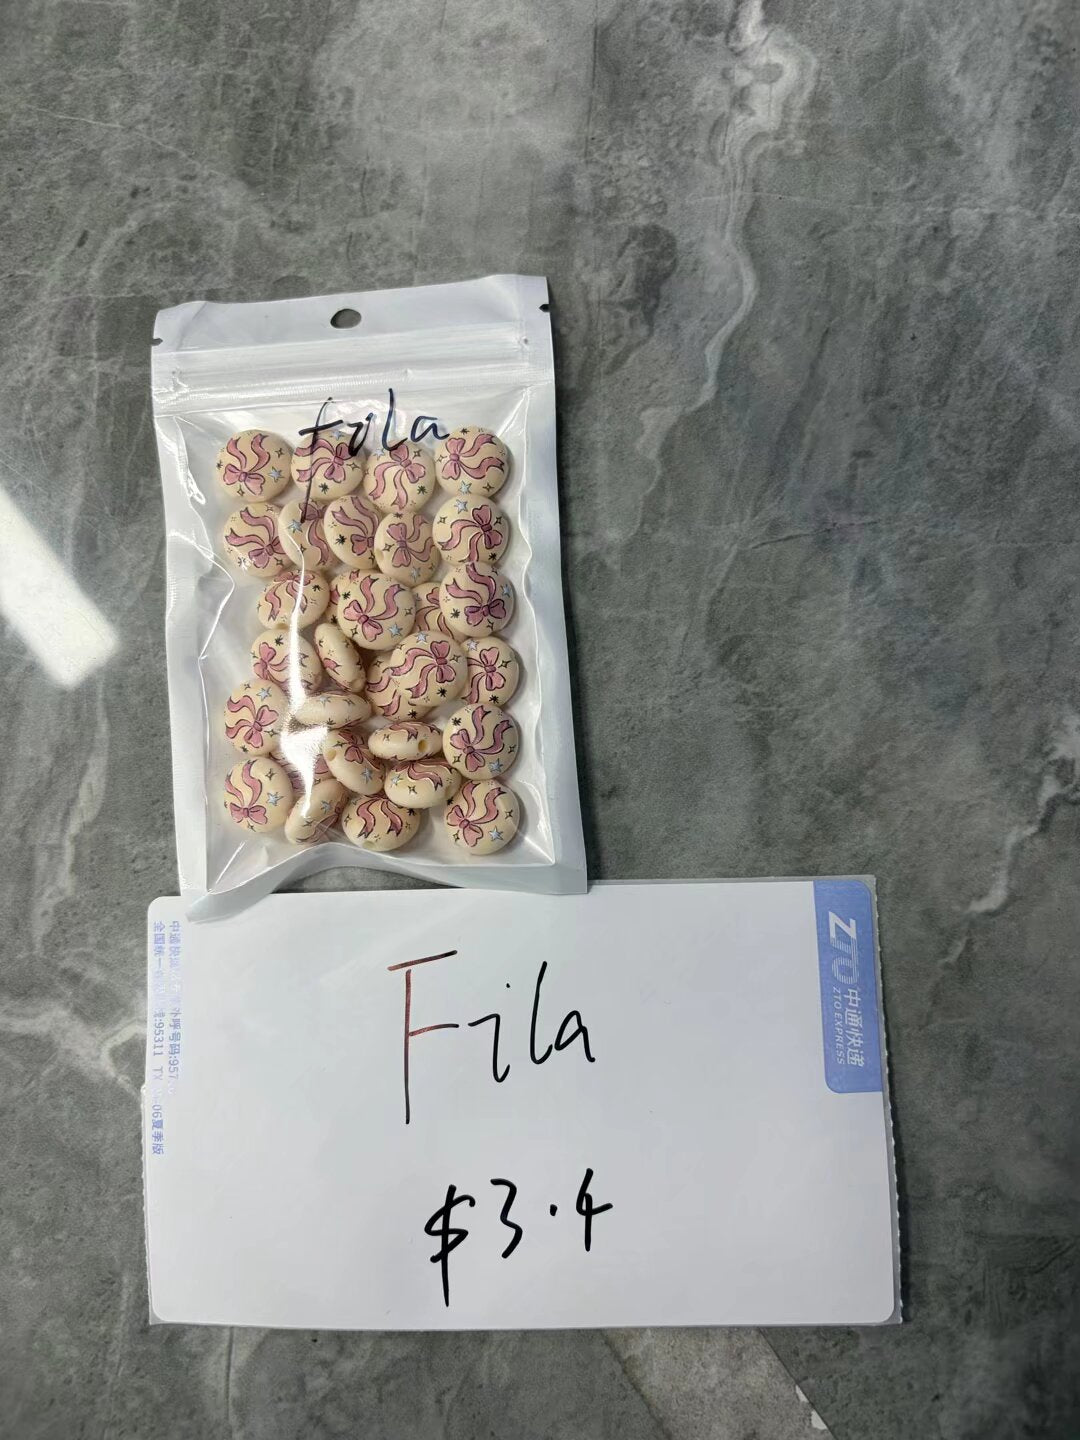 fila
Fila
$3.4
ZTO 中通快递
ZTO EXPRESS